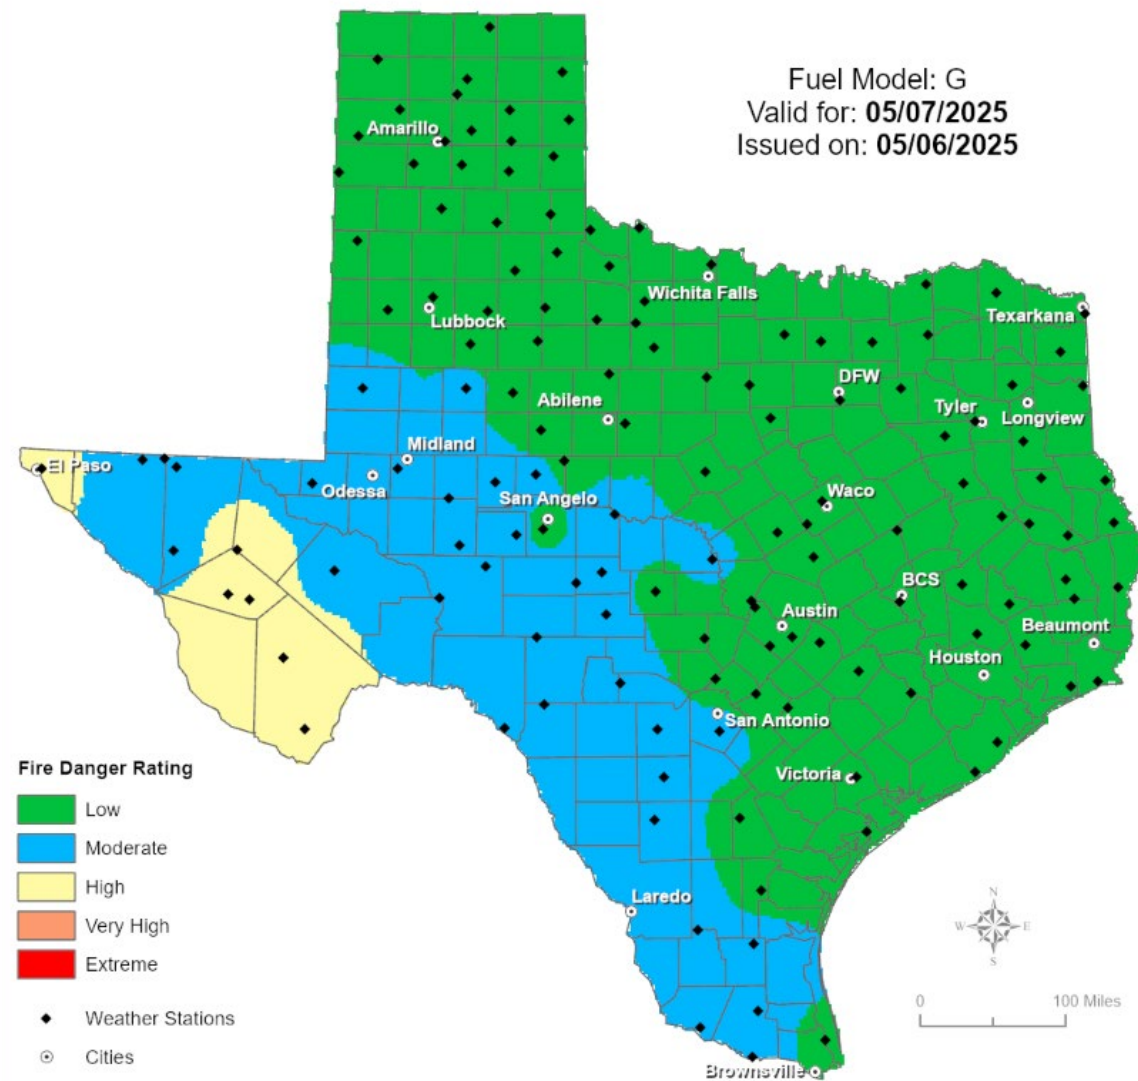 Fuel Model: G
Valid for: 05/07/2025
Issued on: 05/06/2025
Amarillo
Wichita Falls
Lubbock
Texarkana
DFW
Abilene
Tyler
Longview
Midland
El Paso
Odessa
San Angelo
Waco
BCS
Austin
Beaumont
Houston
San Antonio
Victoria
Laredo
Brownsville
Fire Danger Rating
Low
Moderate
High
Very High
Extreme
Weather Stations
Cities
N
W E
S
0 100 Miles